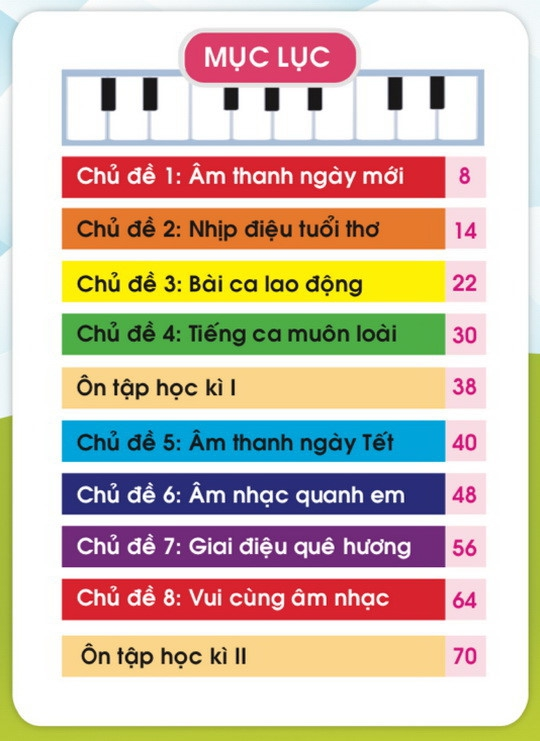 MỤC LỤC
Chủ đề 1: Âm thanh ngày mới 8
Chủ đề 2: Nhịp điệu tuổi thơ 14
Chủ đề 3: Bài ca lao động 22
Chủ đề 4: Tiếng ca muôn loài 30
Ôn tập học kì I 38
Chủ đề 5: Âm thanh ngày Tết 40
Chủ đề 6: Âm nhạc quanh em 48
Chủ đề 7: Giai điệu quê hương 56
Chủ đề 8: Vui cùng âm nhạc 64
Ôn tập học kì II 70